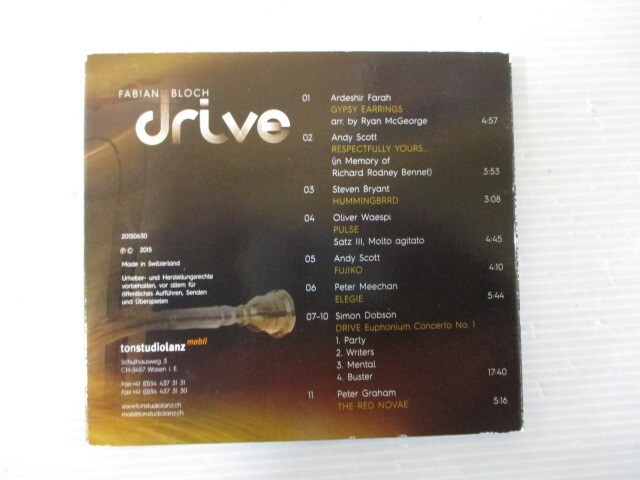 FABIAN BLOCH
drive
01 Ardeshir Farah
GYPSY EARRINGS
arr. by Ryan McGeorge 4:57
02 Andy Scott
RESPECTFULLY YOURS...
(in Memory of
Richard Rodney Bennet) 3:53
03 Steven Bryant
HUMMINGBRRD 3:08
04 Oliver Waespi
PULSE
Satz III, Molto agitato 4:45
05 Andy Scott
FUJIKO 4:10
06 Peter Meechan
ELEGIE 5:44
07-10 Simon Dobson
DRIVE Euphonium Concerto No. 1
1. Party
2. Writers
3. Mental
4. Buster 17:40
11 Peter Graham
THE RED NOVAE 5:16
20150630
℗ © 2015
Made in Switzerland
Urheber- und Herstellungsrechte
vorbehalten, vor allem für
öffentliches Aufführen, Senden
und Überspielen
tonstudiolanz mobil
Schulhausweg 3
CH-3457 Wasen i. E.
Fon +41 (0)34 437 31 31
Fax +41 (0)34 437 31 30
www.tonstudiolanz.ch
mail@tonstudiolanz.ch